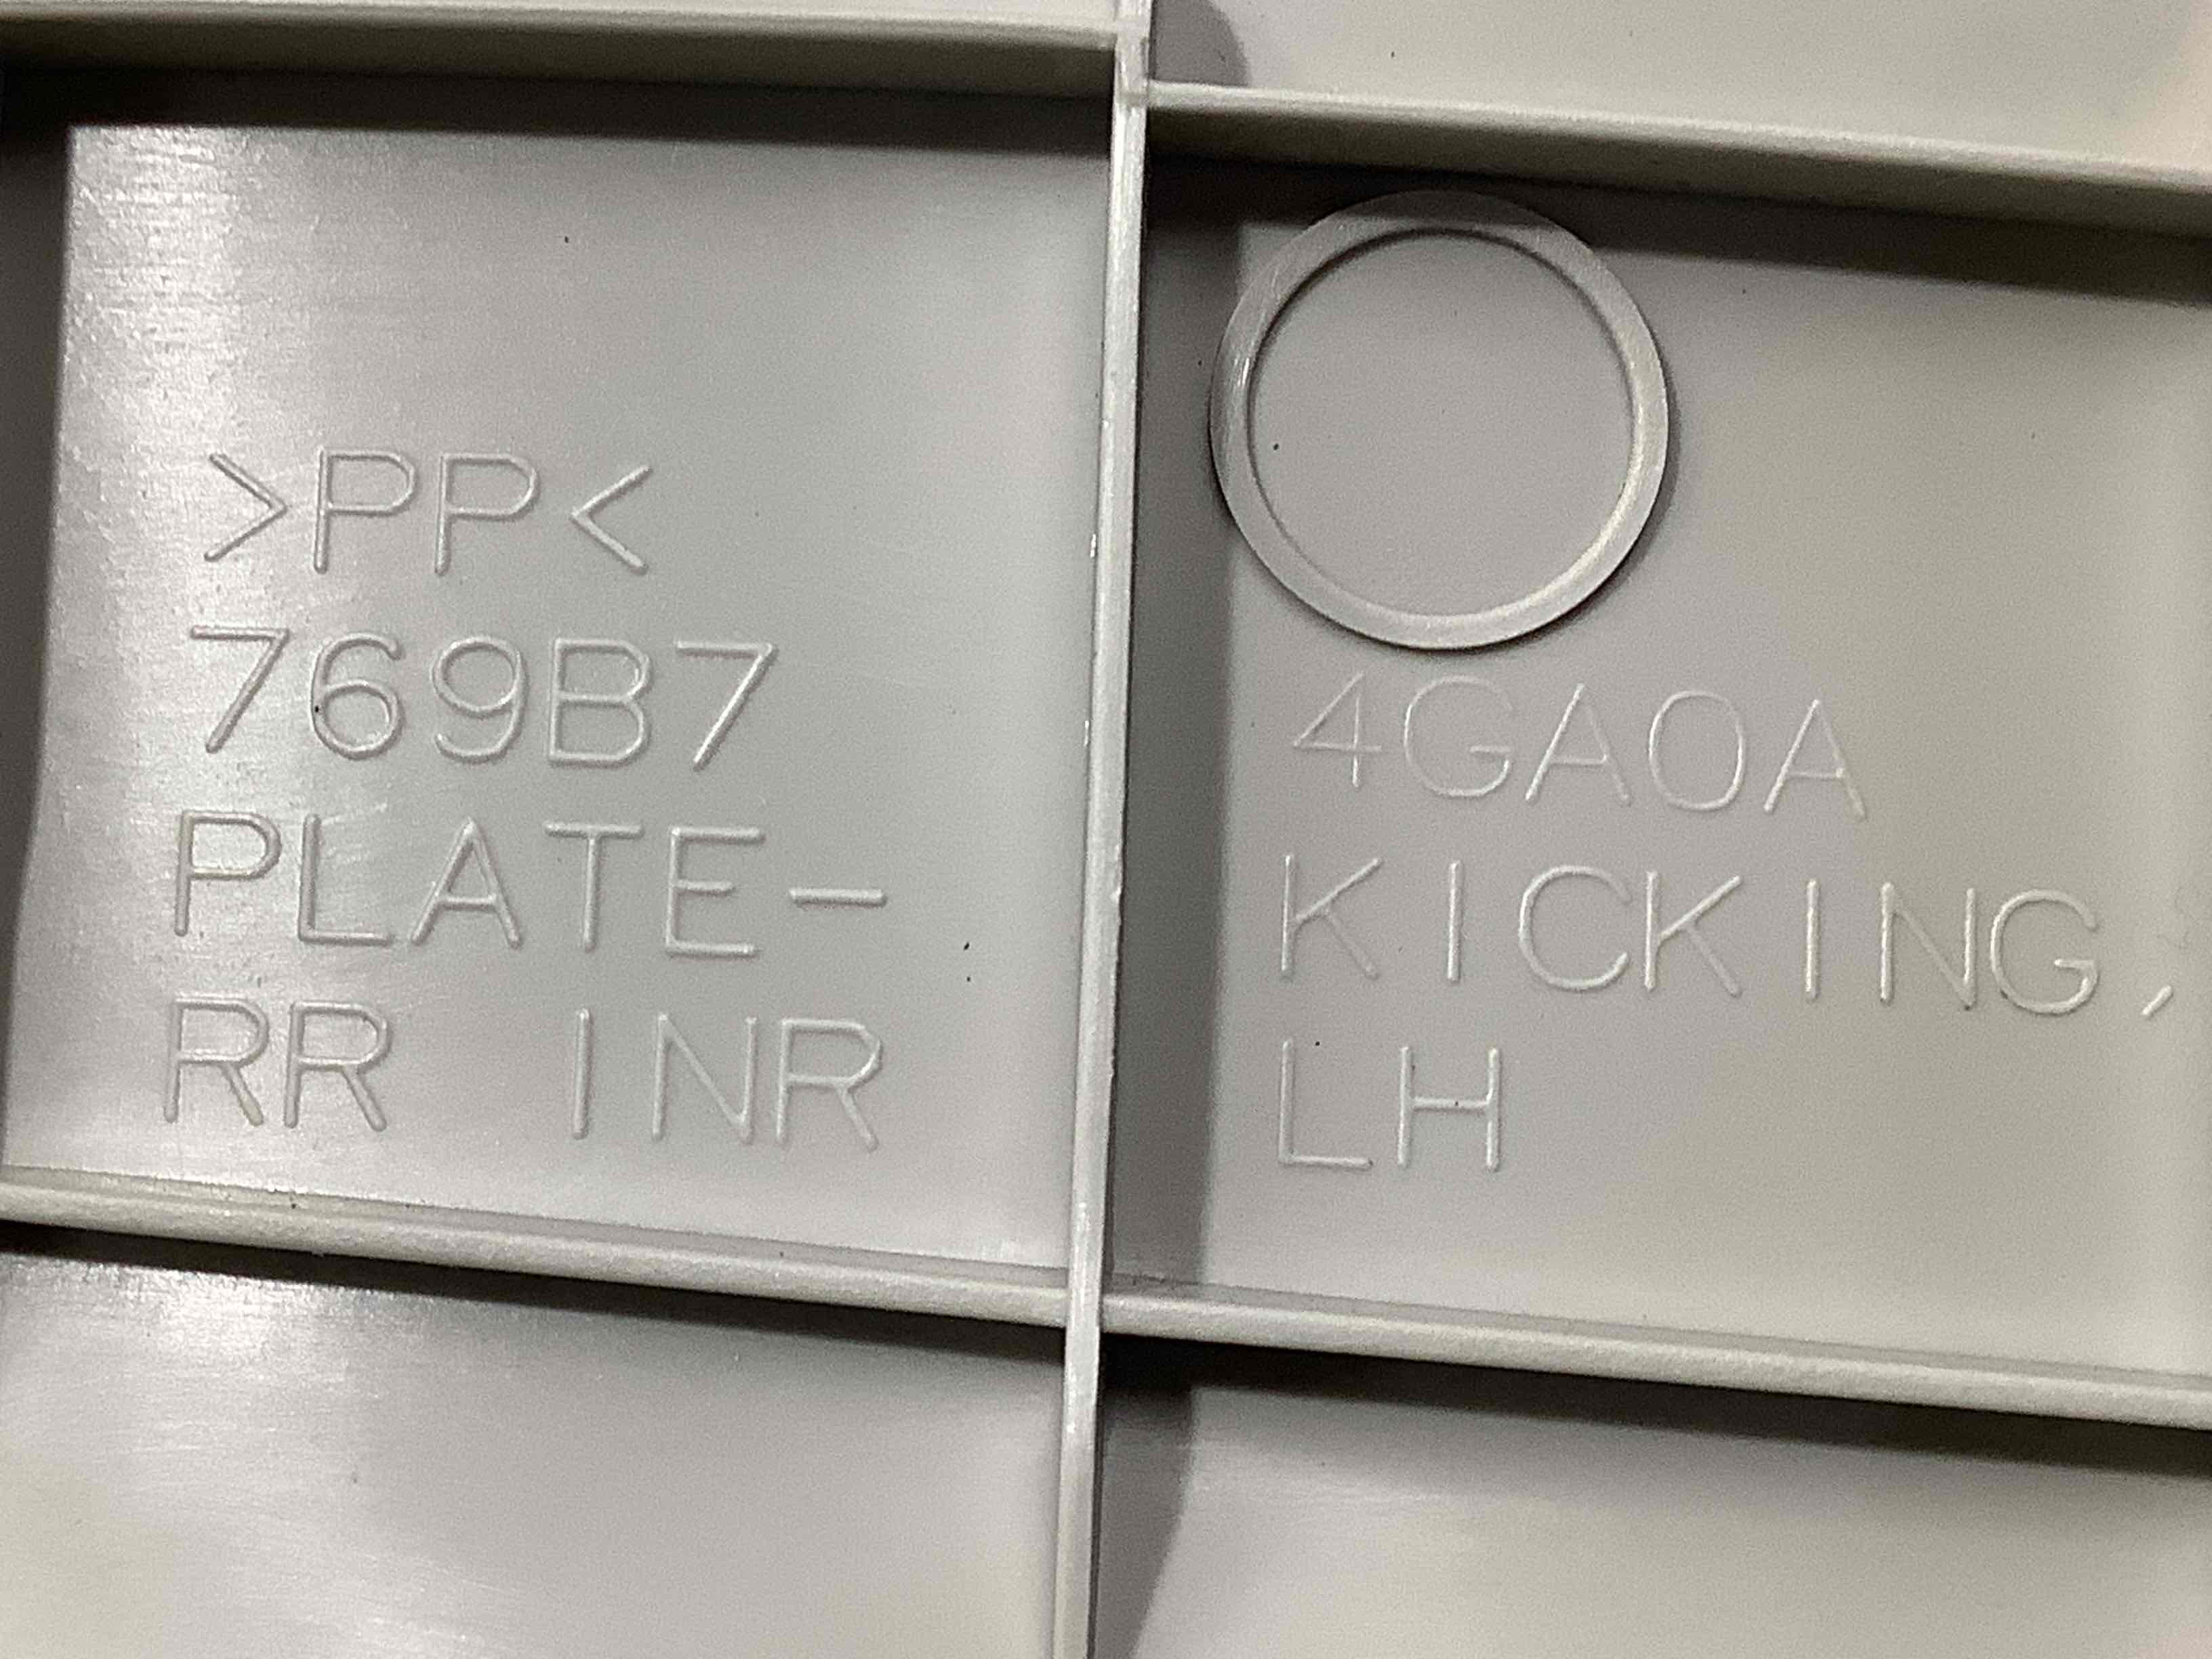 >PP<
769B7 4GA0A
PLATE- KICKING,
RR INR LH